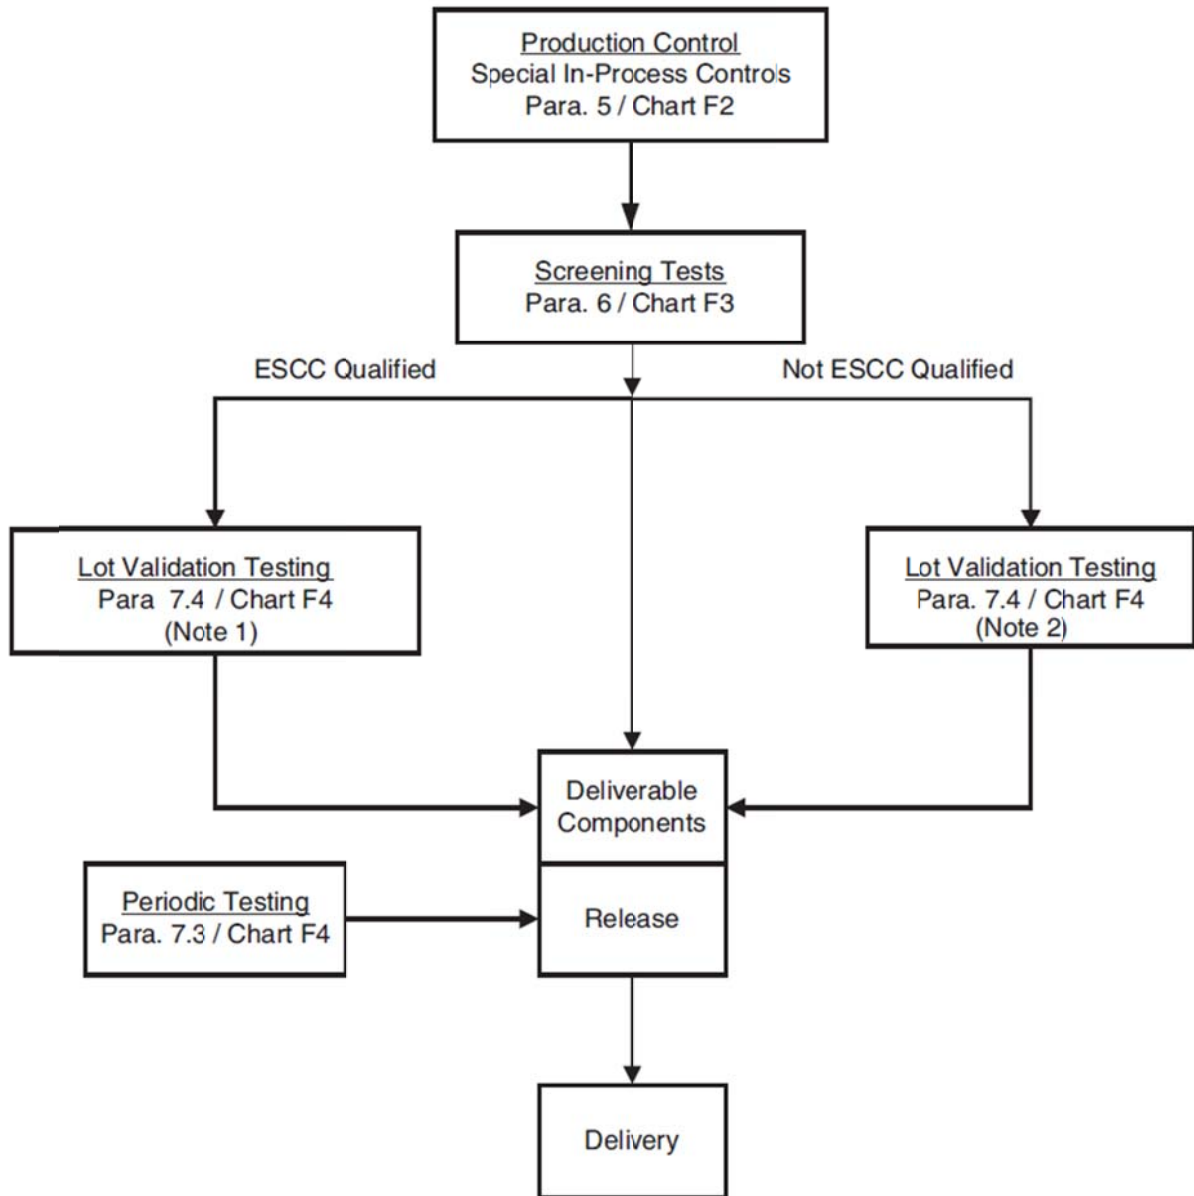 Production Control
Special In-Process Controls
Para. 5 / Chart F2
Screening Tests
Para. 6 / Chart F3
ESCC Qualified
Not ESCC Qualified
Lot Validation Testing
Para 7.4 / Chart F4
(Note 1)
Lot Validation Testing
Para. 7.4 / Chart F4
(Note 2)
Deliverable
Components
Periodic Testing
Para. 7.3 / Chart F4
Release
Delivery